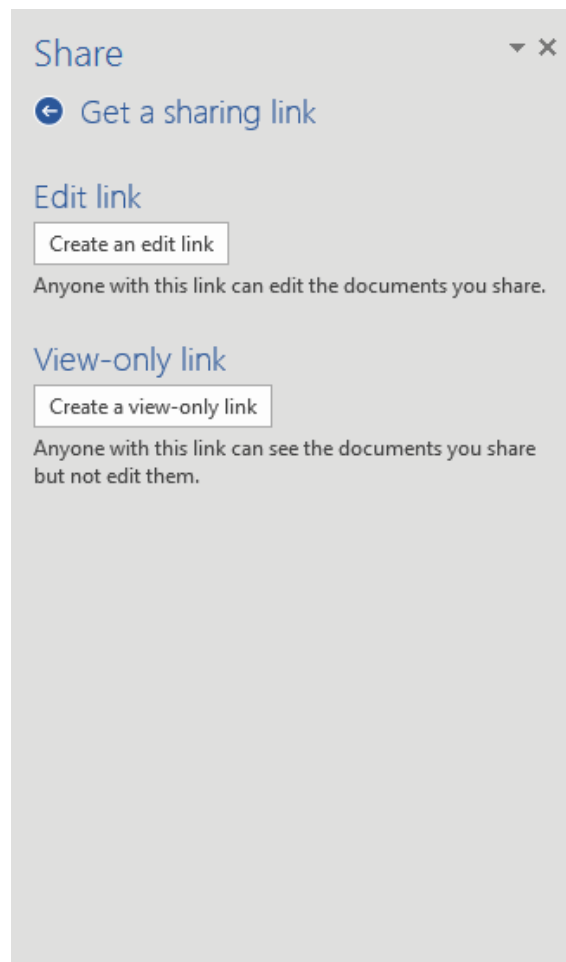 Share
Get a sharing link
Edit link
Create an edit link
Anyone with this link can edit the documents you share.
View-only link
Create a view-only link
Anyone with this link can see the documents you share
but not edit them.